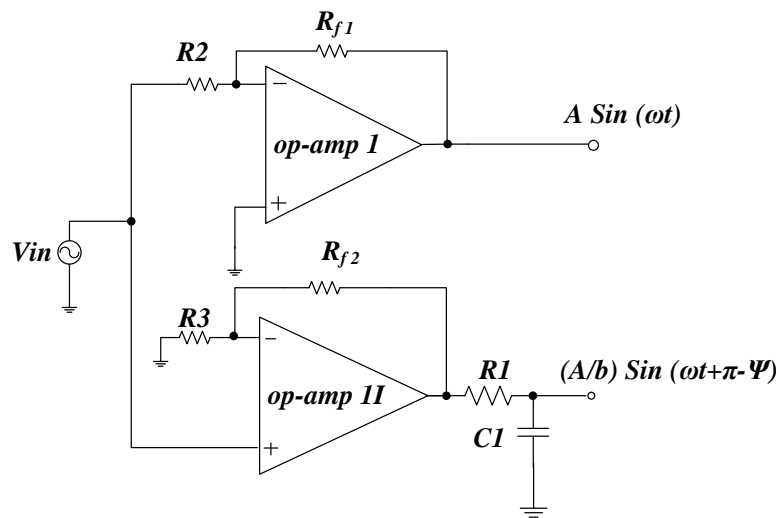 R2
Rf1
op-amp 1
A Sin (ωt)
Vin
Rf2
R3
op-amp 1I
R1
(A/b) Sin (ωt+π-Ψ)
C1